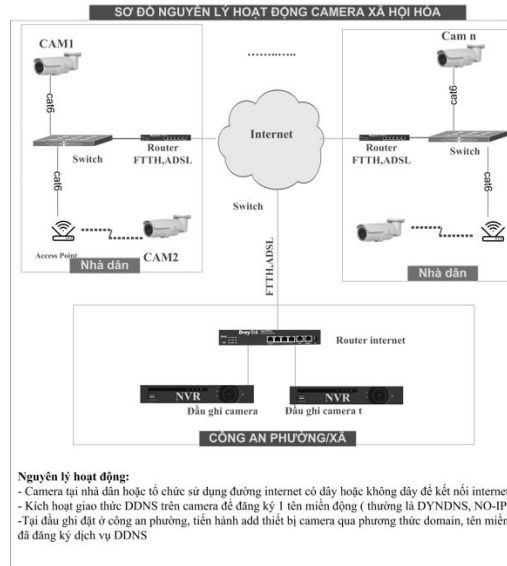 SƠ ĐỒ NGUYÊN LÝ HOẠT ĐỘNG CAMERA XÃ HỘI HÓA
CAM1
cat6
Switch
Router
FTTH,ADSL
cat6
Access Point
CAM2
Nhà dân
............
Internet
Switch
FTTH,ADSL
Cam n
cat6
Router
FTTH,ADSL
Switch
cat6
Nhà dân
DrayTek
Router internet
NVR
Đầu ghi camera
NVR
Đầu ghi camera t
CÔNG AN PHƯỜNG/XÃ
Nguyên lý hoạt động:
- Camera tại nhà dân hoặc tổ chức sử dụng đường internet có dây hoặc không dây để kết nối internet
- Kích hoạt giao thức DDNS trên camera để đăng ký 1 tên miền động ( thường là DYNDNS, NO-IP
-Tại đầu ghi đặt ở công an phường, tiến hành add thiết bị camera qua phương thức domain, tên miền
đã đăng ký dịch vụ DDNS